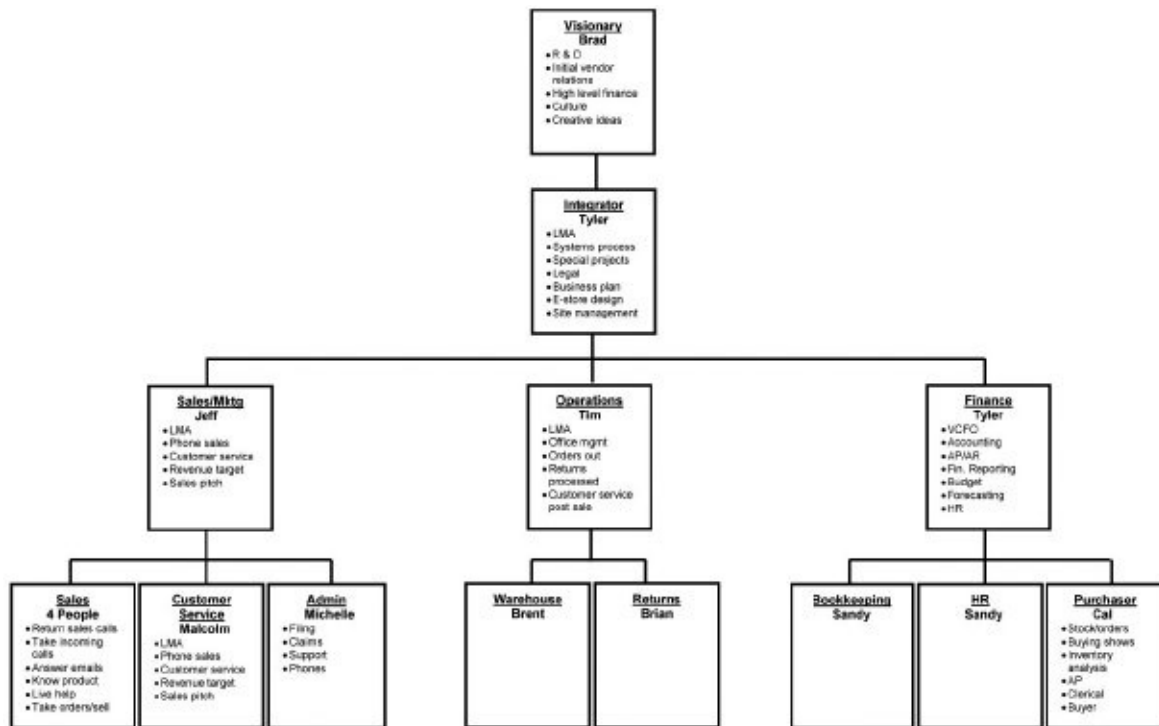 Visionary
Brad
• R & D
• Initial vendor
relations
• High level finance
• Culture
• Creative ideas
Integrator
Tyler
• LMA
• Systems process
• Special projects
• Legal
• Business plan
• E-store design
• Site management
Sales/Mktg
Jeff
• LMA
• Phone sales
• Customer service
• Revenue target
• Sales pitch
Operations
Tim
• LMA
• Office mgmt
• Orders out
• Returns
processed
• Customer service
post sale
Finance
Tyler
• VCFO
• Accounting
• AP/AR
• Fin. Reporting
• Budget
• Forecasting
• HR
Sales
4 People
• Return sales calls
• Take incoming
calls
• Answer emails
• Know product
• Live help
• Take orders/sell
Customer
Service
Malcolm
• LMA
• Phone sales
• Customer service
• Revenue target
• Sales pitch
Admin
Michelle
• Filing
• Claims
• Support
• Phones
Warehouse
Brent
Returns
Brian
Bookkeeping
Sandy
HR
Sandy
Purchaser
Cal
• Stock/orders
• Buying shows
• Inventory
analysis
• AP
• Clerical
• Buyer